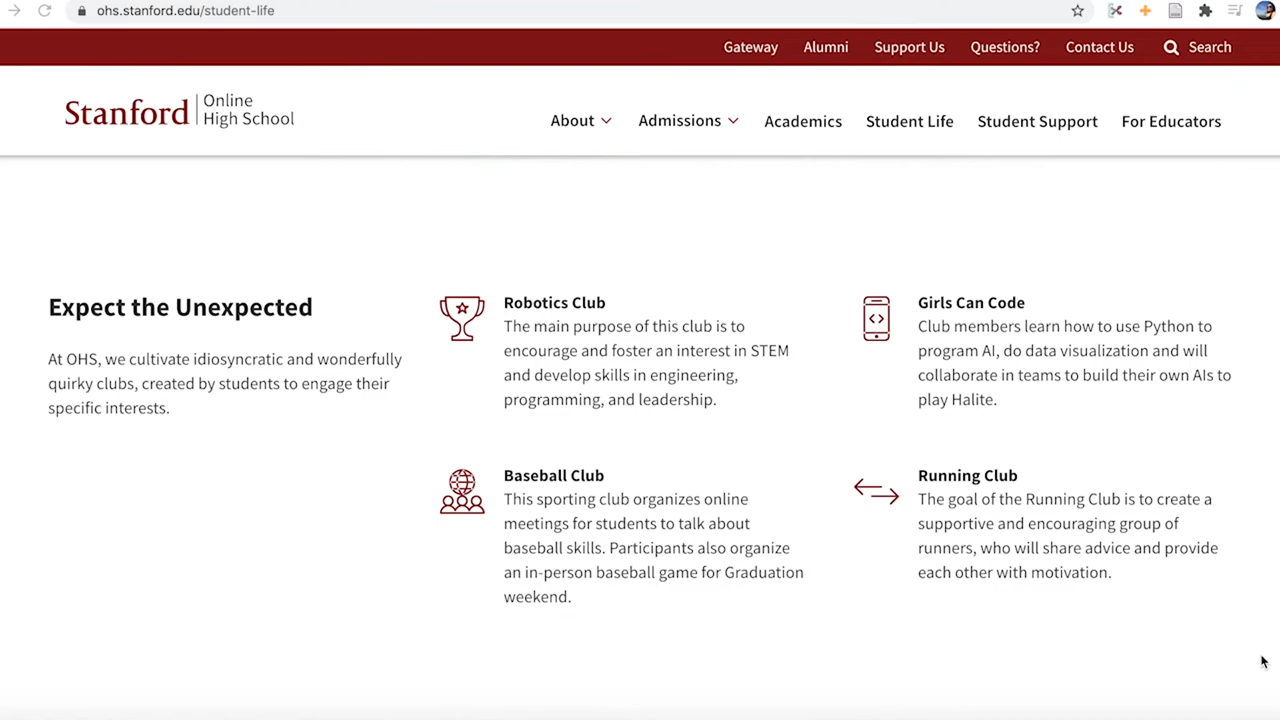 ohs.stanford.edu/student-life
Gateway Alumni Support Us Questions? Contact Us Search
Stanford Online High School
About Admissions Academics Student Life Student Support For Educators
Expect the Unexpected
At OHS, we cultivate idiosyncratic and wonderfully
quirky clubs, created by students to engage their
specific interests.
Robotics Club
The main purpose of this club is to
encourage and foster an interest in STEM
and develop skills in engineering,
programming, and leadership.
Girls Can Code
Club members learn how to use Python to
program AI, do data visualization and will
collaborate in teams to build their own AIs to
play Halite.
Baseball Club
This sporting club organizes online
meetings for students to talk about
baseball skills. Participants also organize
an in-person baseball game for Graduation
weekend.
Running Club
The goal of the Running Club is to create a
supportive and encouraging group of
runners, who will share advice and provide
each other with motivation.